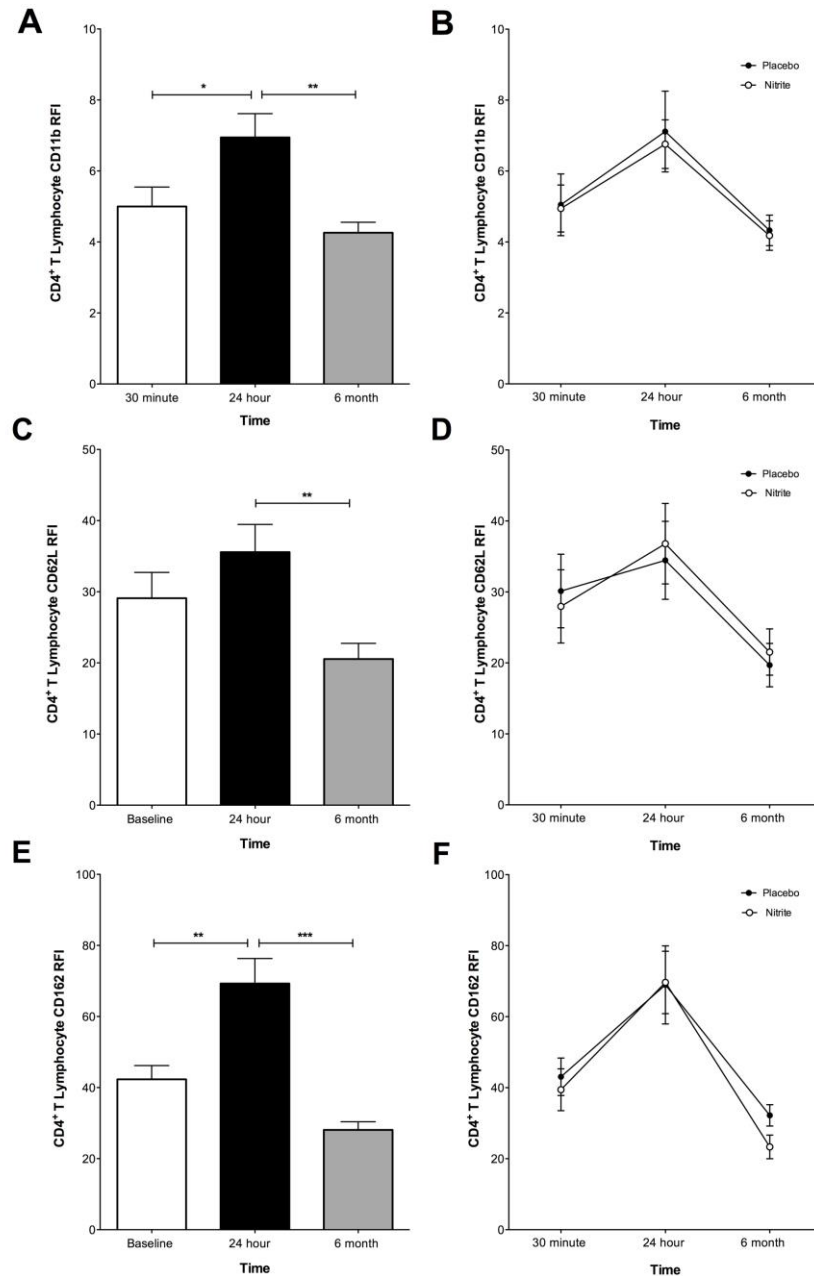 A
CD4+ T Lymphocyte CD11b RFI
10
8
6
4
2
0
*
**
30 minute
24 hour
6 month
Time
B
CD4+ T Lymphocyte CD11b RFI
10
8
6
4
2
0
Placebo
Nitrite
30 minute
24 hour
6 month
Time
C
CD4+ T Lymphocyte CD62L RFI
50
40
30
20
10
0
**
Baseline
24 hour
6 month
Time
D
CD4+ T Lymphocyte CD62L RFI
50
40
30
20
10
0
Placebo
Nitrite
30 minute
24 hour
6 month
Time
E
CD4+ T Lymphocyte CD162 RFI
100
80
60
40
20
0
**
***
Baseline
24 hour
6 month
Time
F
CD4+ T Lymphocyte CD162 RFI
100
80
60
40
20
0
Placebo
Nitrite
30 minute
24 hour
6 month
Time